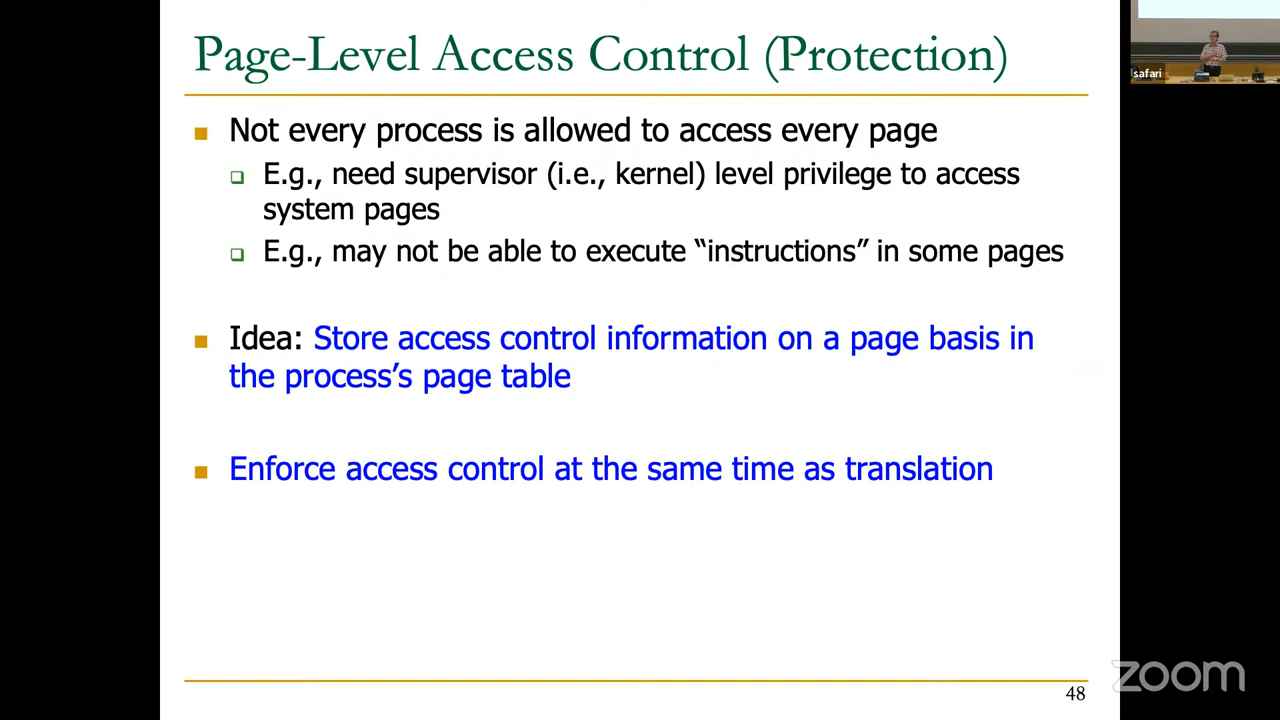 Page-Level Access Control (Protection)
safari
Not every process is allowed to access every page
E.g., need supervisor (i.e., kernel) level privilege to access
system pages
E.g., may not be able to execute “instructions” in some pages
Idea: Store access control information on a page basis in
the process’s page table
Enforce access control at the same time as translation
48
zoom